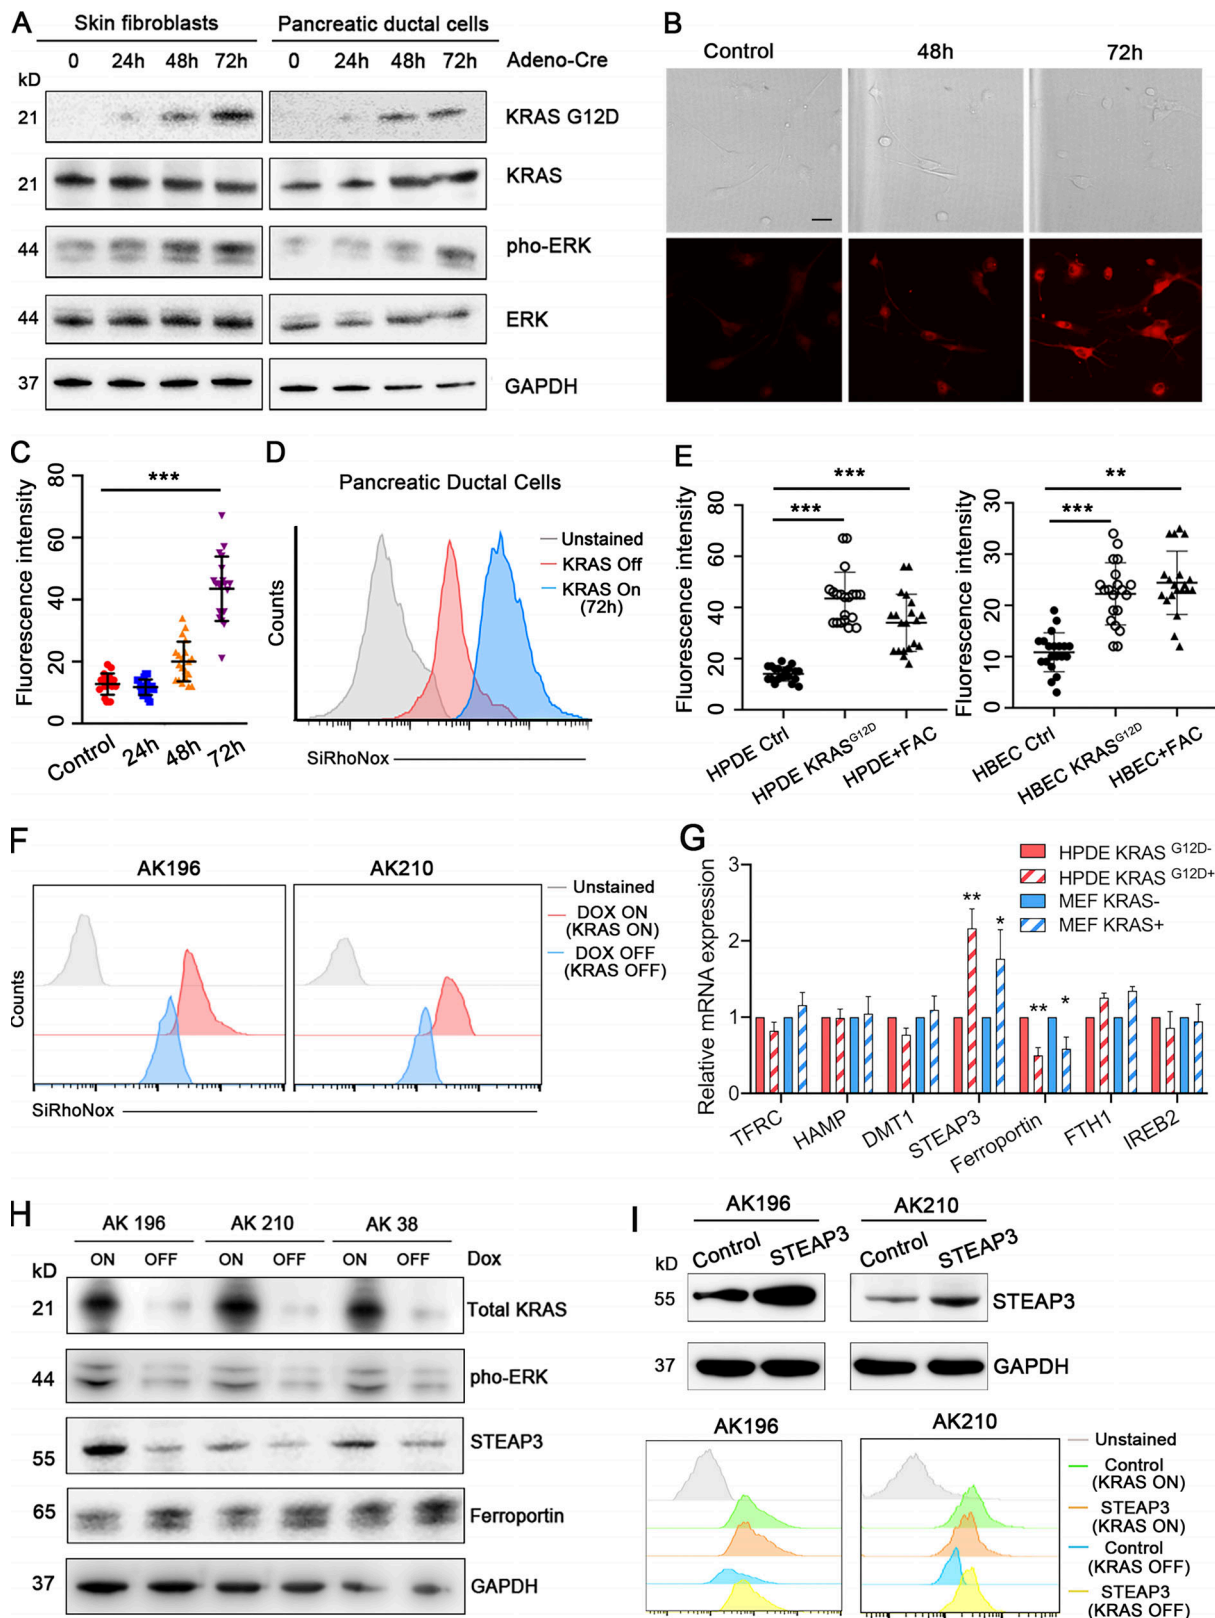 A
Skin fibroblasts Pancreatic ductal cells
0 24h 48h 72h 0 24h 48h 72h Adeno-Cre
kD
21 KRAS G12D
21 KRAS
44 pho-ERK
44 ERK
37 GAPDH
B
Control 48h 72h
C
Fluorescence intensity
80
60
40
20
0
***
Control 24h 48h 72h
D
Pancreatic Ductal Cells
Counts
Unstained
KRAS Off
KRAS On
(72h)
SiRhoNox
E
Fluorescence intensity
80
60
40
20
0
***
***
HPDE Ctrl HPDE KRAS G12D HPDE+FAC
Fluorescence intensity
30
30
20
10
0
**
***
HBEC Ctrl HBEC KRAS G12D HBEC+FAC
F
AK196 AK210
Counts
Unstained
DOX ON
(KRAS ON)
DOX OFF
(KRAS OFF)
SiRhoNox
G
Relative mRNA expression
3
2
1
0
HPDE KRAS G12D-
HPDE KRAS G12D+
MEF KRAS-
MEF KRAS+
** * ** *
TFRC HAMP DMT1 STEAP3 Ferroportin FTH1 IREB2
H
AK 196 AK 210 AK 38
ON OFF ON OFF ON OFF Dox
kD
21 Total KRAS
44 pho-ERK
55 STEAP3
65 Ferroportin
37 GAPDH
I
AK196 AK210
Control STEAP3 Control STEAP3
kD
55 STEAP3
37 GAPDH
AK196 AK210
Unstained
Control
(KRAS ON)
STEAP3
(KRAS ON)
Control
(KRAS OFF)
STEAP3
(KRAS OFF)